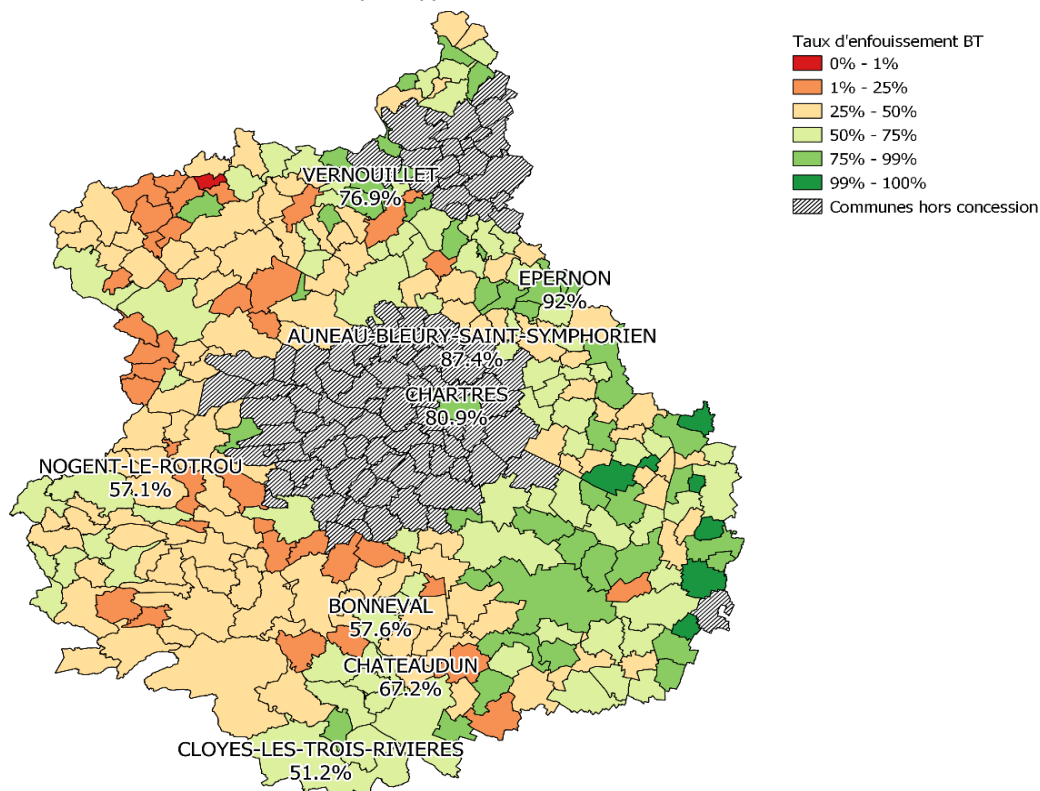 Taux d'enfouissement BT
0% - 1%
1% - 25%
25% - 50%
50% - 75%
75% - 99%
99% - 100%
Communes hors concession
VERNOUILLET
76.9%
EPERNON
92%
AUNEAU-BLEURY-SAINT-SYMPHORIEN
87.4%
CHARTRES
80.9%
NOGENT-LE-ROTROU
57.1%
BONNEVAL
57.6%
CHATEAUDUN
67.2%
CLOYES-LES-TROIS-RIVIERES
51.2%